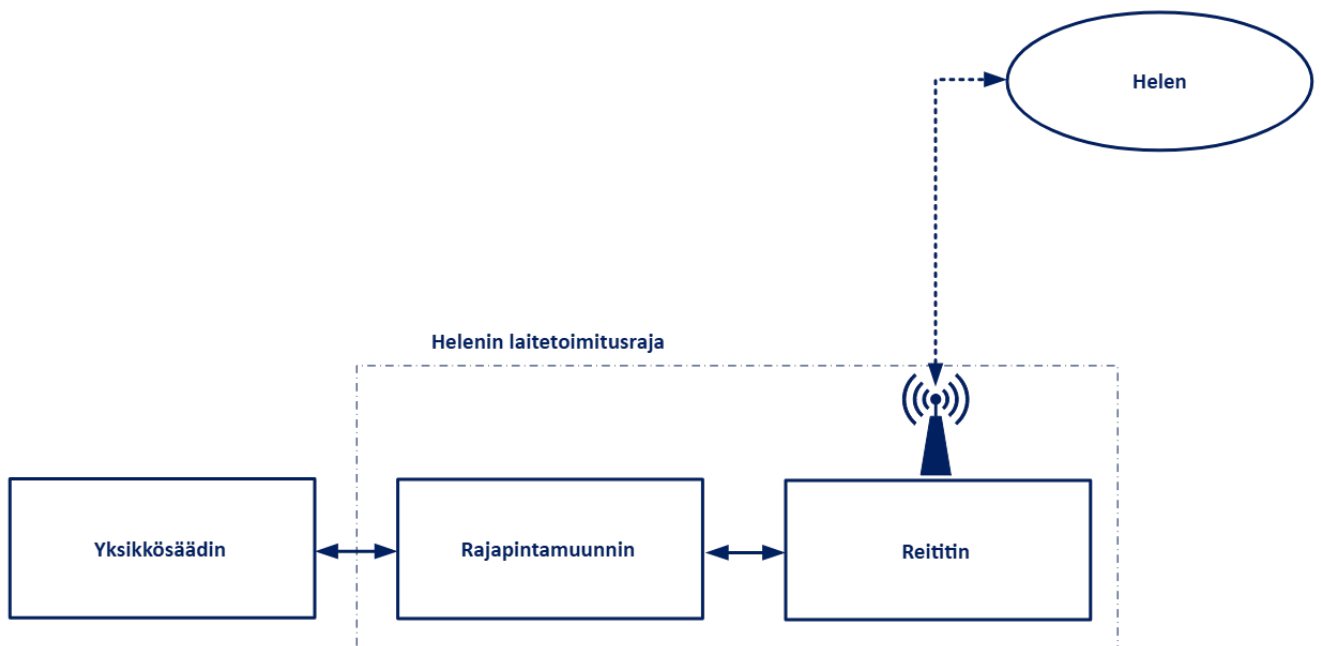 Helen
Helenin laitetoimitusraja
Yksikkösäädin
Rajapintamuunnin
Reititin